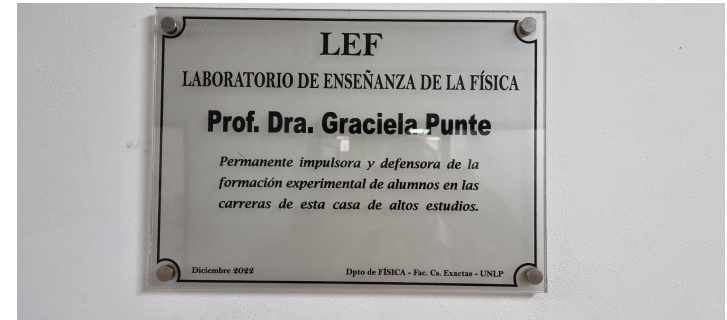 LEF
LABORATORIO DE ENSEÑANZA DE LA FÍSICA
Prof. Dra. Graciela Punte
Permanente impulsora y defensora de la
formación experimental de alumnos en las
carreras de esta casa de altos estudios.
Diciembre 2022 Dpto de FÍSICA - Fac. Cs. Exactas - UNLP